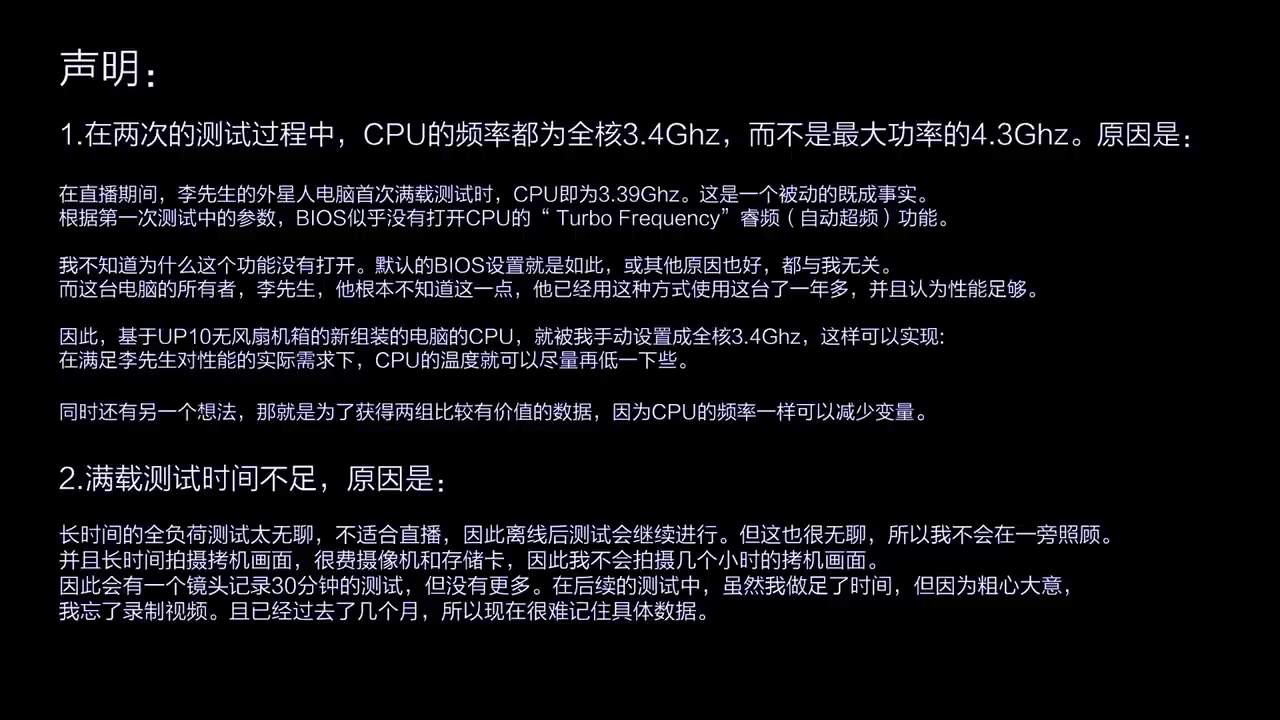 声明：
1.在两次的测试过程中，CPU的频率都为全核3.4Ghz，而不是最大功率的4.3Ghz。原因是：
在直播期间，李先生的外星人电脑首次满载测试时，CPU即为3.39Ghz。这是一个被动的既成事实。
根据第一次测试中的参数，BIOS似乎没有打开CPU的“ Turbo Frequency”睿频（自动超频）功能。
我不知道为什么这个功能没有打开。默认的BIOS设置就是如此，或其他原因也好，都与我无关。
而这台电脑的所有者，李先生，他根本不知道这一点，他已经用这种方式使用这台了一年多，并且认为性能足够。
因此，基于UP10无风扇机箱的新组装的电脑的CPU，就被我手动设置成全核3.4Ghz，这样可以实现:
在满足李先生对性能的实际需求下，CPU的温度就可以尽量再低一下些。
同时还有另一个想法，那就是为了获得两组比较有价值的数据，因为CPU的频率一样可以减少变量。
2.满载测试时间不足，原因是：
长时间的全负荷测试太无聊，不适合直播，因此离线后测试会继续进行。但这也很无聊，所以我不会在一旁照顾。
并且长时间拍摄拷机画面，很费摄像机和存储卡，因此我不会拍摄几个小时的拷机画面。
因此会有一个镜头记录30分钟的测试，但没有更多。在后续的测试中，虽然我做足了时间，但因为粗心大意，
我忘了录制视频。且已经过去了几个月，所以现在很难记住具体数据。